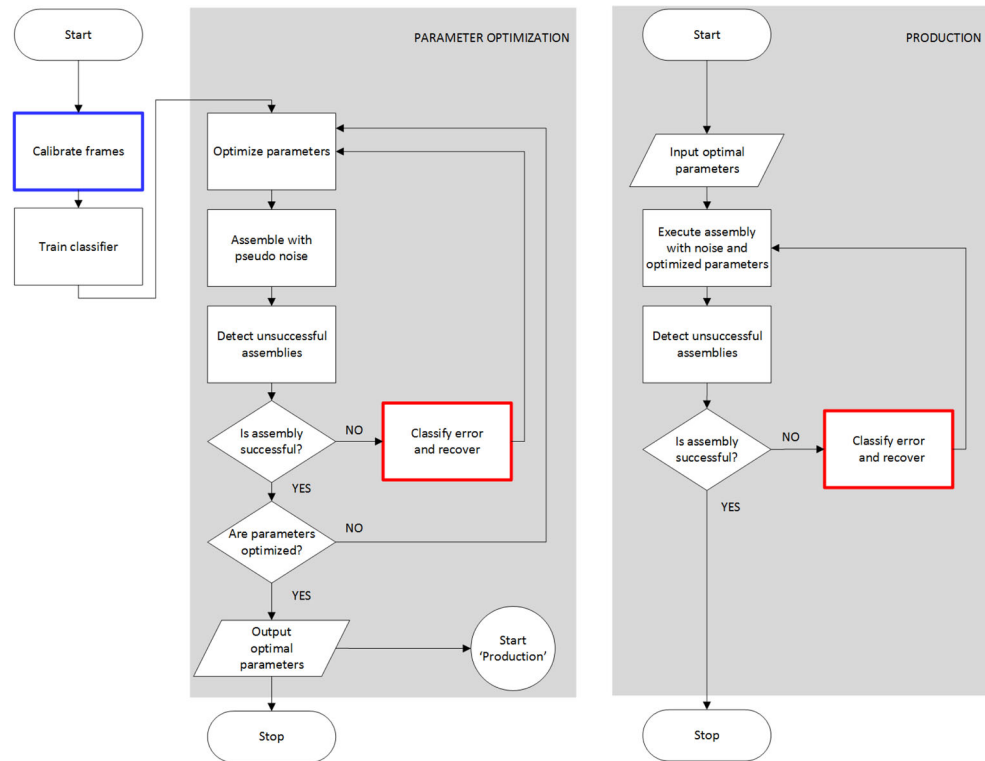 Start
Calibrate frames
Train classifier
PARAMETER OPTIMIZATION
Optimize parameters
Assemble with
pseudo noise
Detect unsuccessful
assemblies
Is assembly
successful?
NO
Classify error
and recover
YES
Are parameters
optimized?
NO
YES
Output
optimal
parameters
Start
‘Production’
Stop
PRODUCTION
Start
Input optimal
parameters
Execute assembly
with noise and
optimized parameters
Detect unsuccessful
assemblies
Is assembly
successful?
NO
Classify error
and recover
YES
Stop